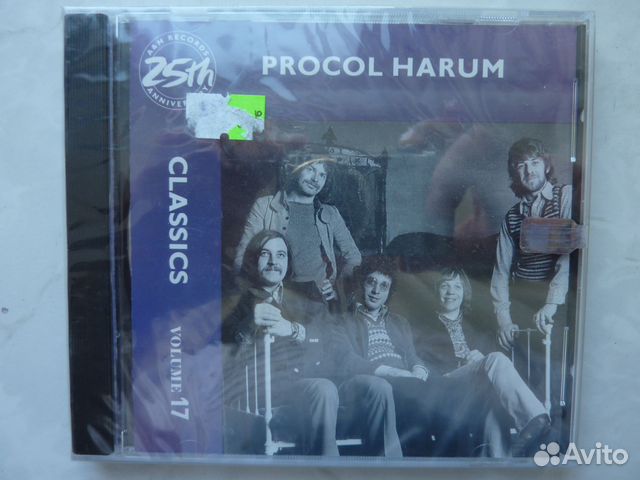 A&M RECORDS
25th
ANNIVERSARY
PROCOL HARUM
CLASSICS
VOLUME 17
Avito